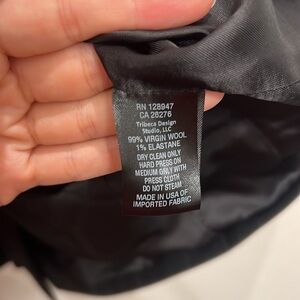 RN 128947
CA 26276
Tribeca Design
Studio, LLC
99% VIRGIN WOOL
1% ELASTANE
DRY CLEAN ONLY
HARD PRESS ON
MEDIUM ONLY WITH
PRESS CLOTH
DO NOT STEAM
MADE IN USA OF
IMPORTED FABRIC